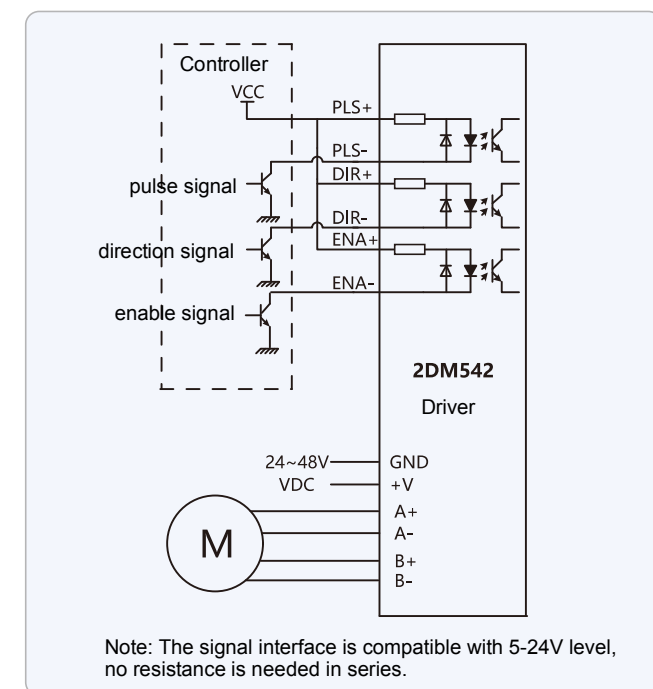 Controller
VCC
PLS+
PLS-
pulse signal
DIR+
DIR-
direction signal
ENA+
ENA-
enable signal
2DM542
Driver
24~48V
GND
VDC
+V
A+
A-
M
B+
B-
Note: The signal interface is compatible with 5-24V level,
no resistance is needed in series.